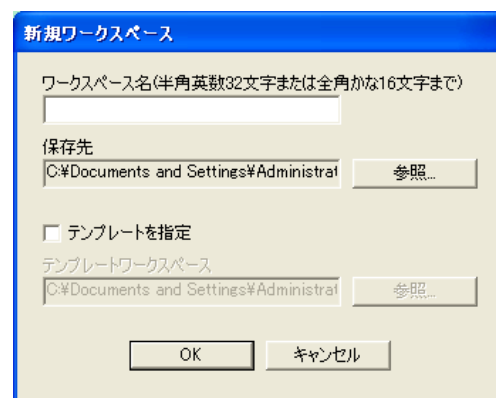 新規ワークスペース
ワークスペース名(半角英数32文字または全角かな16文字まで)
保存先
C:¥Documents and Settings¥Administrat
参照...
テンプレートを指定
テンプレートワークスペース
C:¥Documents and Settings¥Administrat
参照...
OK
キャンセル